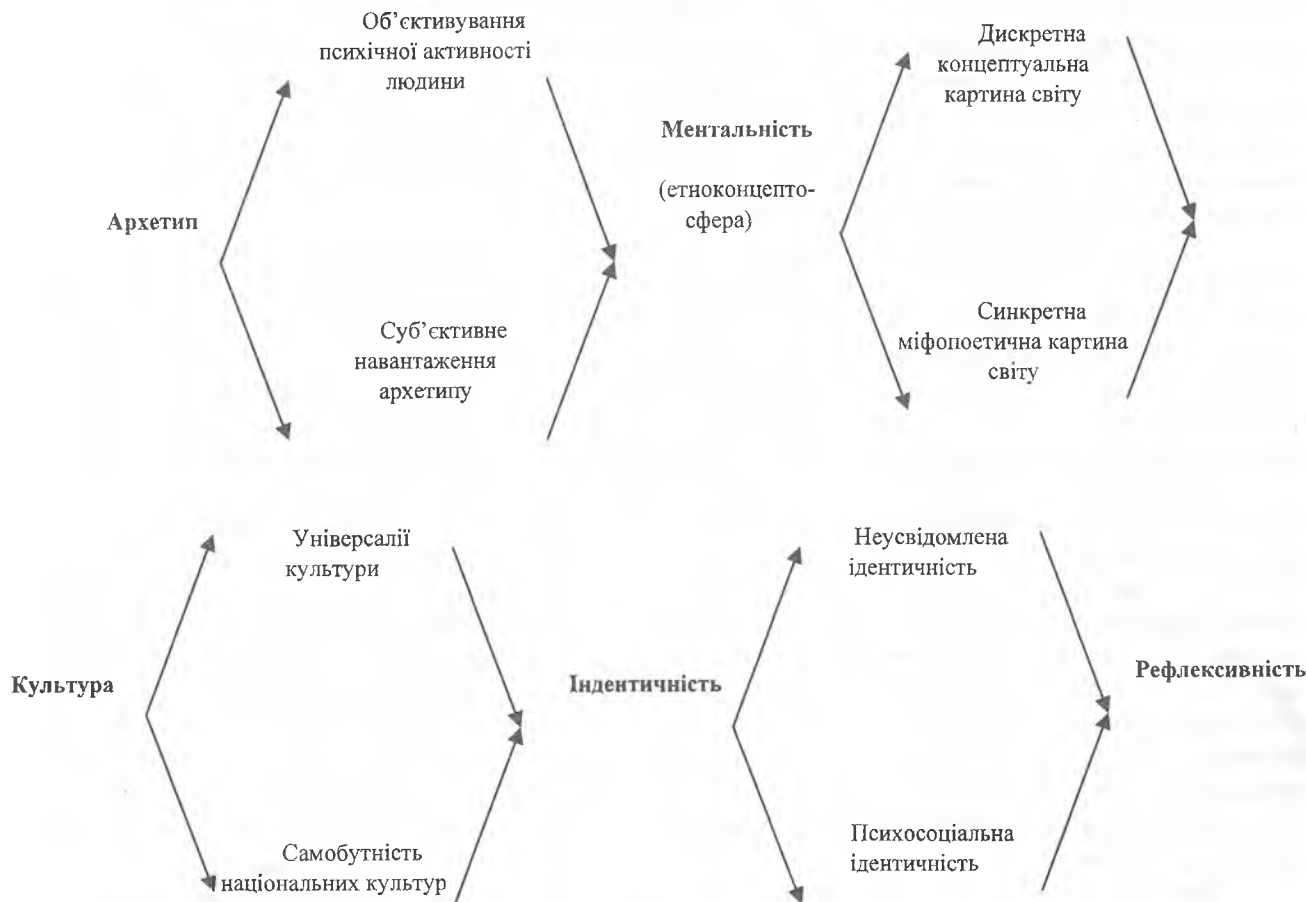 Об’єктивування
психічної активності
людини
Архетип
Суб’єктивне
навантаження
архетипу
Ментальність
(етноконцепто-
сфера)
Дискретна
концептуальна
картина світу
Синкретна
міфопоетична картина
світу
Культура
Універсалії
культури
Самобутність
національних культур
Індентичність
Неусвідомлена
ідентичність
Психосоціальна
ідентичність
Рефлексивність